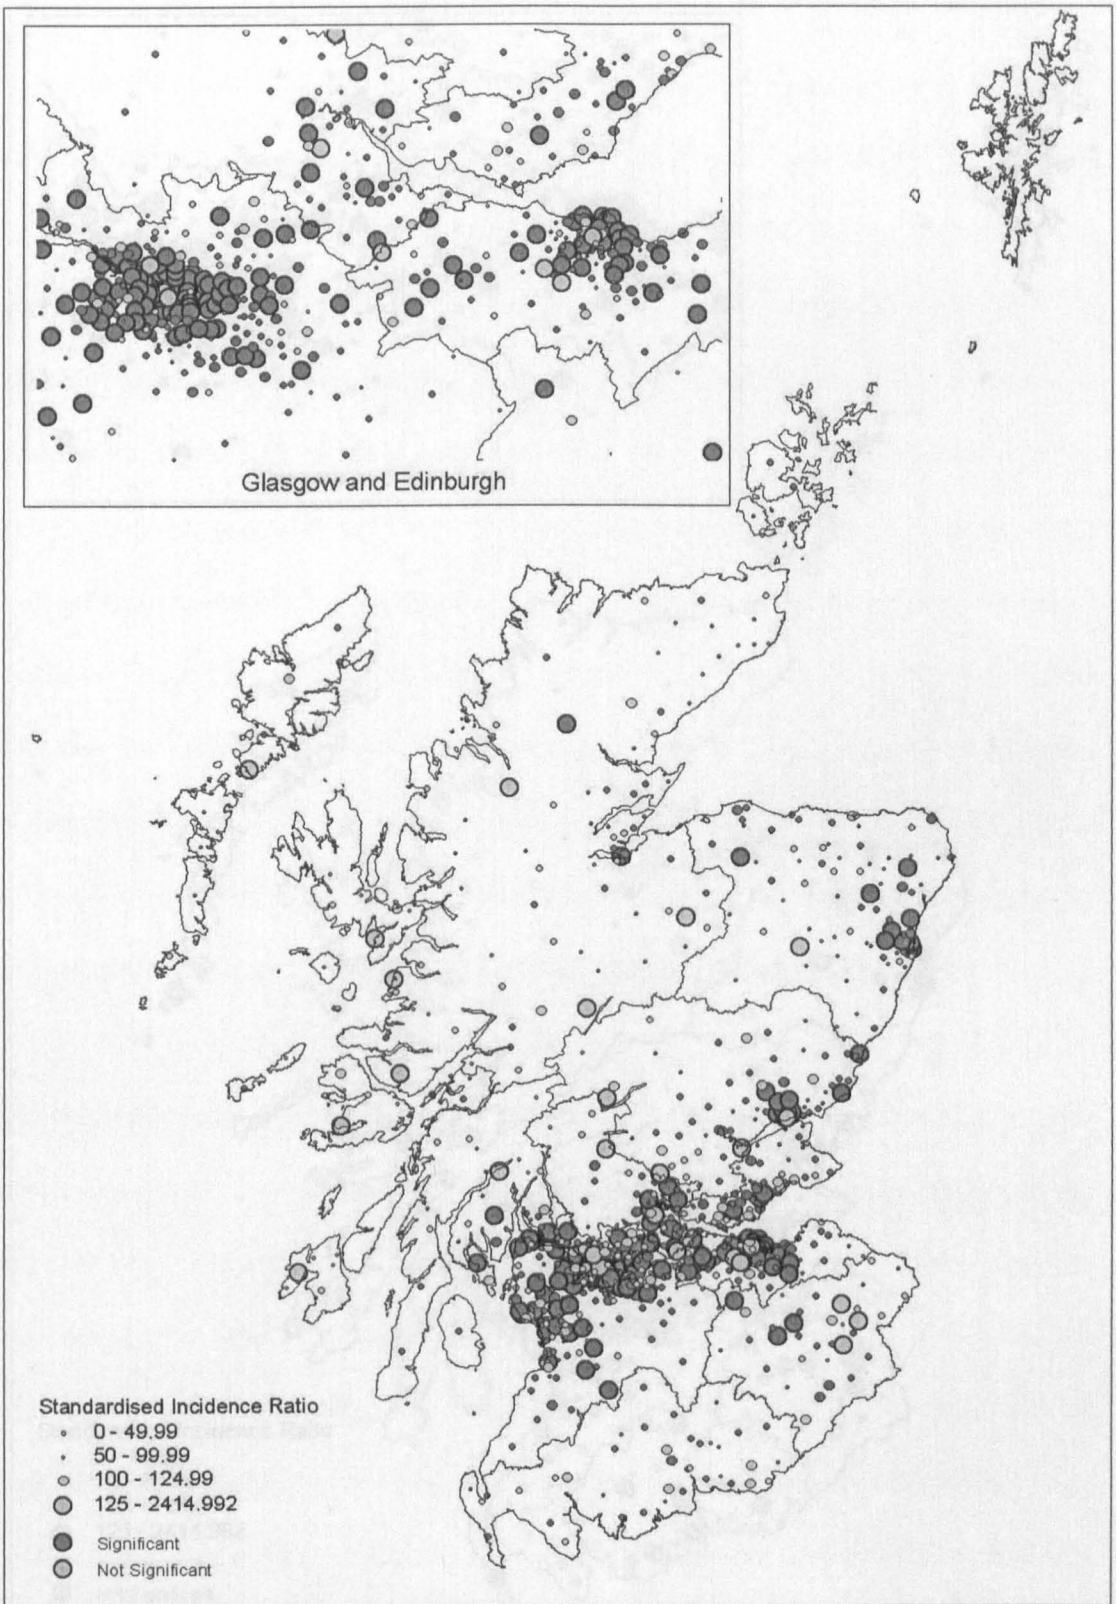 Glasgow and Edinburgh
Standardised Incidence Ratio
0 - 49.99
50 - 99.99
100 - 124.99
125 - 2414.992
Significant
Not Significant